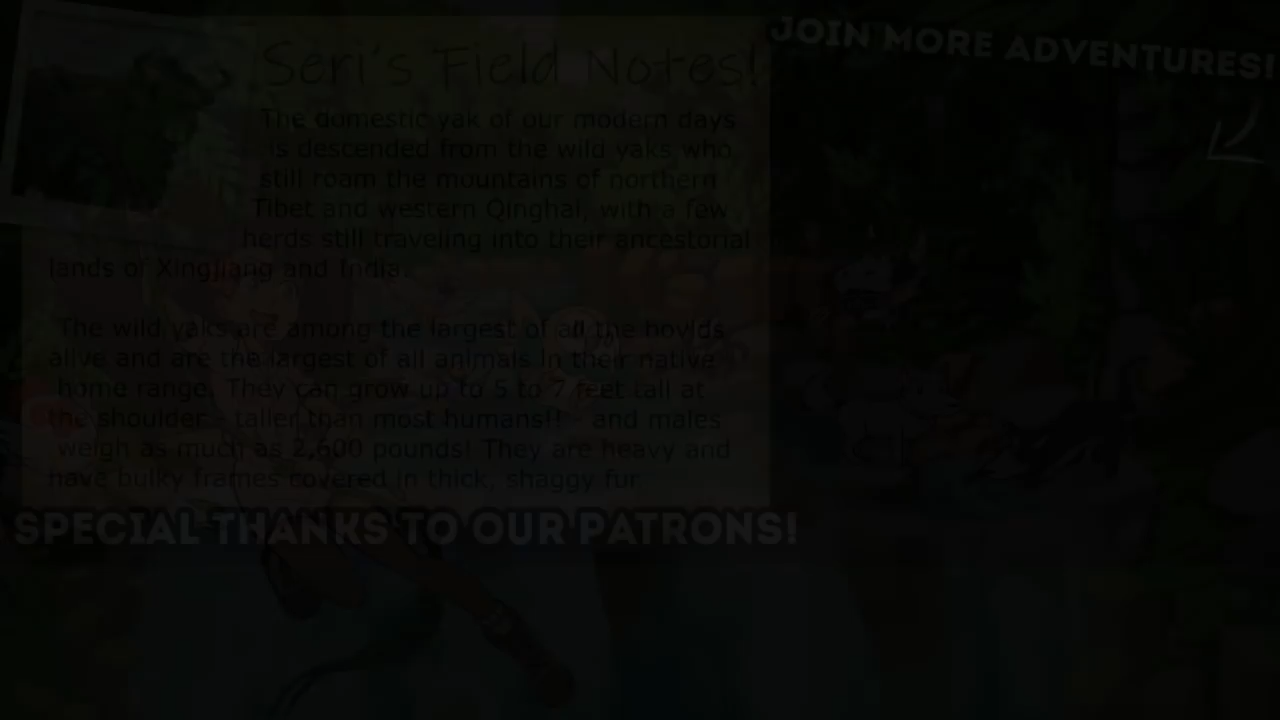 Seri's Field Notes!
JOIN MORE ADVENTURES!
The domestic yak of our modern days
is descended from the wild yaks who
still roam the mountains of northern
Tibet and western Qinghai, with a few
herds still traveling into their ancestorial
lands of Xingjiang and India.
The wild yaks are among the largest of all the bovids
alive and are the largest of all animals in their native
home range. They can grow up to 5 to 7 feet tall at
the shoulder - taller than most humans!! - and males
weigh as much as 2,600 pounds! They are heavy and
have bulky frames covered in thick, shaggy fur
SPECIAL THANKS TO OUR PATRONS!